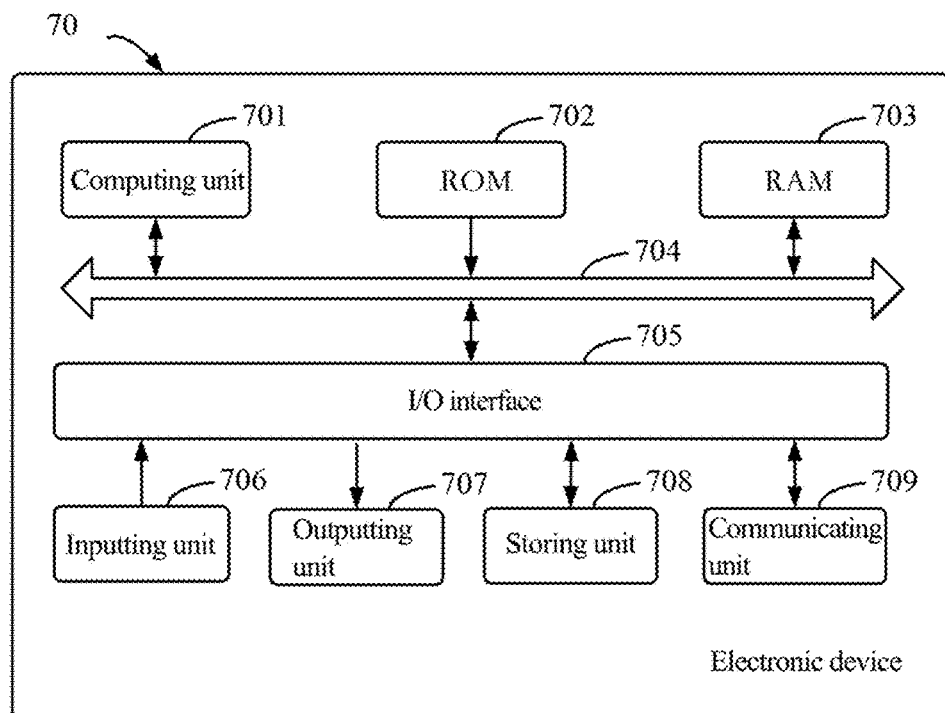 70
701
702
703
Computing unit
ROM
RAM
704
705
I/O interface
706
707
708
709
Inputting unit
Outputting
unit
Storing unit
Communicating
unit
Electronic device